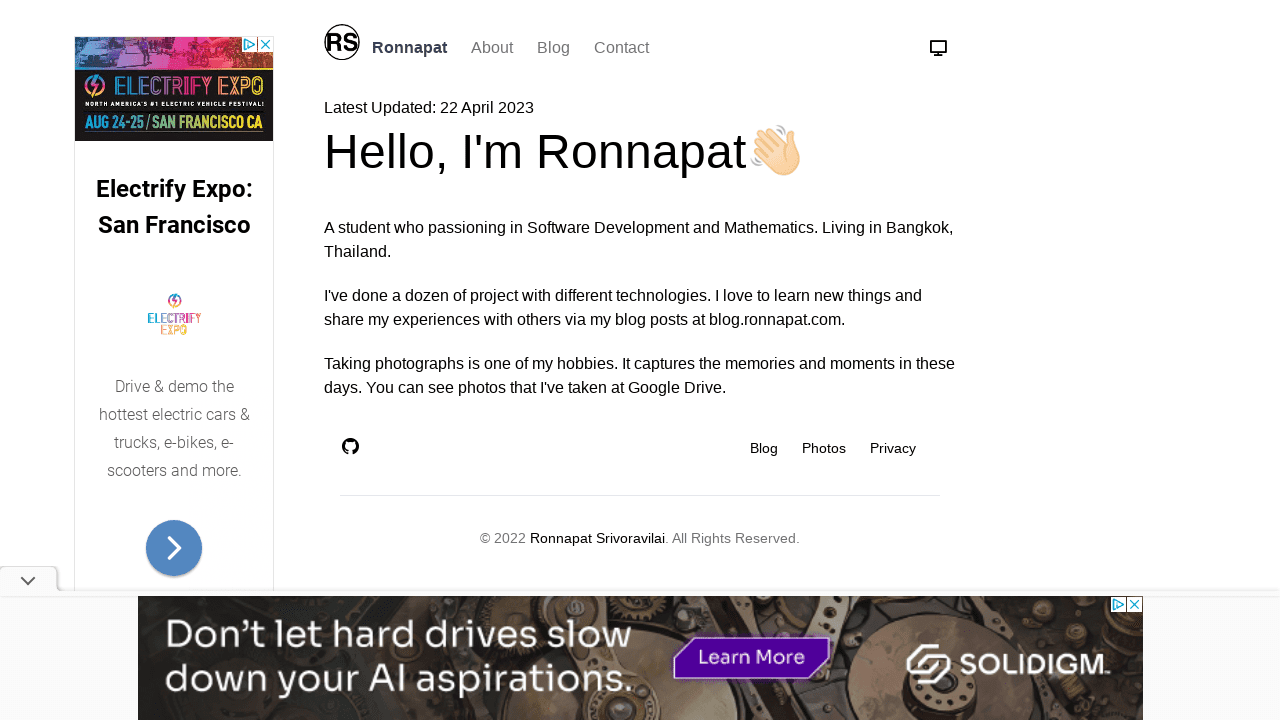 RS
Ronnapat
About
Blog
Contact
Latest Updated: 22 April 2023
Hello, I'm Ronnapat
A student who passioning in Software Development and Mathematics. Living in Bangkok,
Thailand.
I've done a dozen of project with different technologies. I love to learn new things and
share my experiences with others via my blog posts at blog.ronnapat.com.
Taking photographs is one of my hobbies. It captures the memories and moments in these
days. You can see photos that I've taken at Google Drive.
Blog
Photos
Privacy
© 2022 Ronnapat Srivoravilai. All Rights Reserved.
ELECTRIFY EXPO
NORTH AMERICA'S #1 ELECTRIC VEHICLE FESTIVAL!
AUG 24-25 / SAN FRANCISCO CA
Electrify Expo:
San Francisco
ELECTRIFY
EXPO
Drive & demo the
hottest electric cars &
trucks, e-bikes, e-
scooters and more.
Don't let hard drives slow
down your AI aspirations.
Learn More
SOLIDIGM